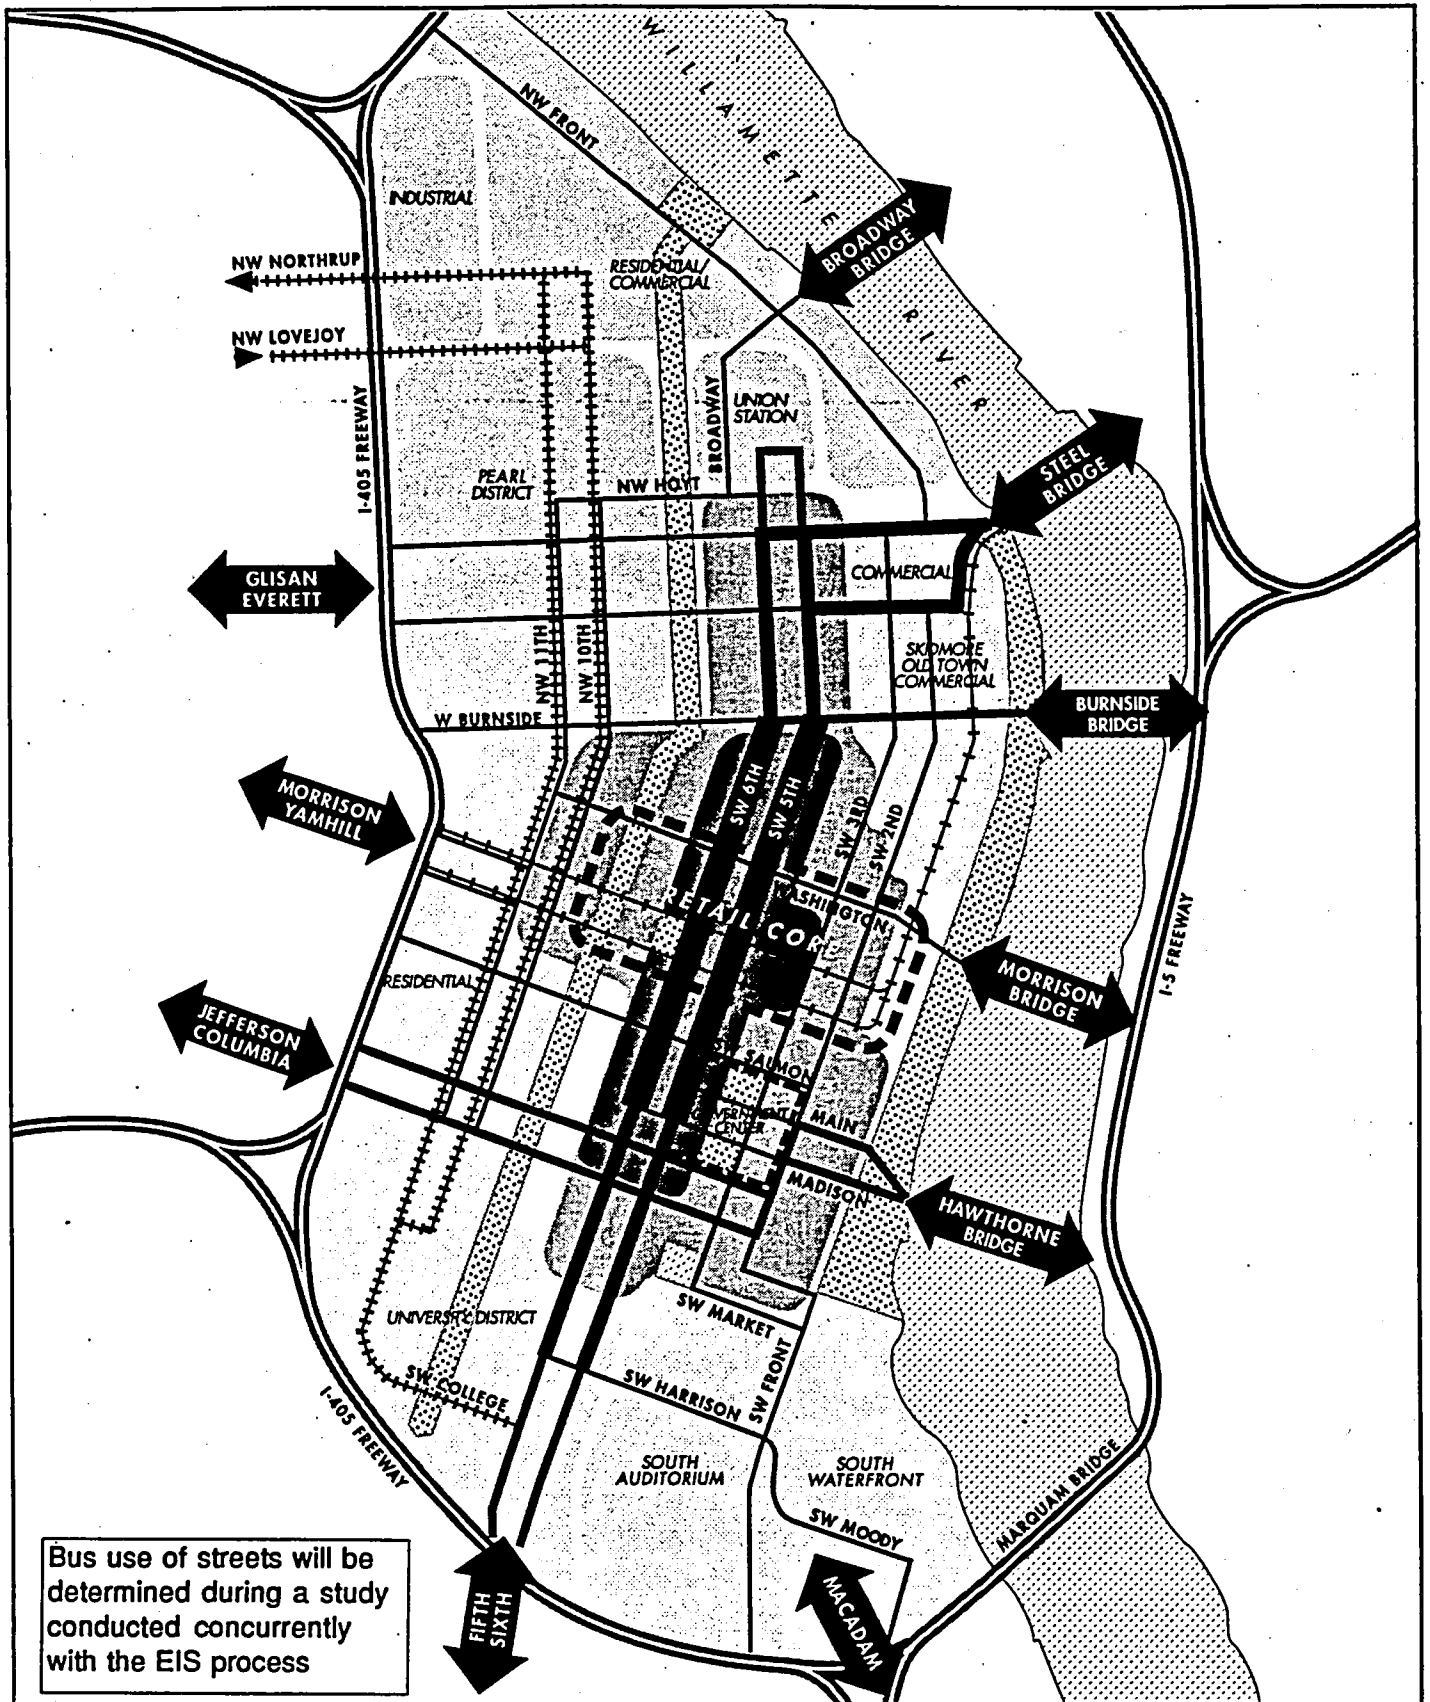 WILLAMETTE
RIVER
NW FRONT
INDUSTRIAL
BROADWAY
BRIDGE
NW NORTHRUP
RESIDENTIAL/
COMMERCIAL
NW LOVEJOY
I-405 FREEWAY
BROADWAY
UNION
STATION
STEEL
BRIDGE
PEARL
DISTRICT
NW HOYT
GLISAN
EVERETT
COMMERCIAL
NW 11TH
NW 10TH
SKIDMORE
OLD TOWN
COMMERCIAL
W BURNSIDE
BURNSIDE
BRIDGE
MORRISON
YAMHILL
SW 6TH
SW 5TH
SW 3RD
SW 2ND
WASHINGTON
RETAIL COR
I-5 FREEWAY
MORRISON
BRIDGE
RESIDENTIAL
JEFFERSON
COLUMBIA
SALMON
CENTER
MAIN
MADISON
HAWTHORNE
BRIDGE
UNIVERSITY DISTRICT
SW MARKET
SW FRONT
SW HARRISON
SW COLLEGE
I-405 FREEWAY
SOUTH
AUDITORIUM
SOUTH
WATERFRONT
SW MOODY
MARQUAM BRIDGE
MACADAM
FIFTH
SIXTH
Bus use of streets will be
determined during a study
conducted concurrently
with the EIS process